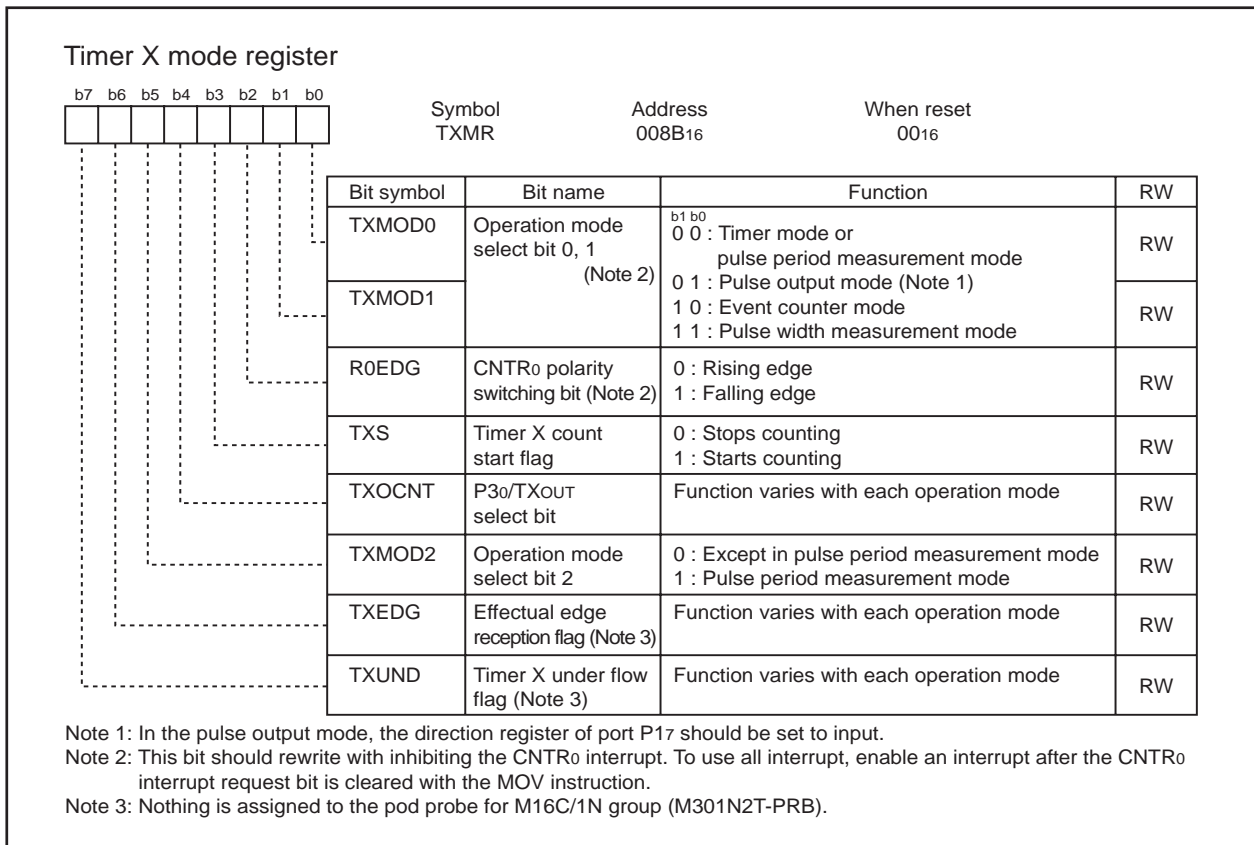 Timer X mode register
b7 b6 b5 b4 b3 b2 b1 b0
Symbol Address When reset
TXMR 008B16 0016
Bit symbol Bit name Function RW
TXMOD0 Operation mode select bit 0, 1 (Note 2) RW
b1 b0
0 0 : Timer mode or
pulse period measurement mode
0 1 : Pulse output mode (Note 1)
TXMOD1 RW
1 0 : Event counter mode
1 1 : Pulse width measurement mode
R0EDG CNTR0 polarity 0 : Rising edge RW
switching bit (Note 2) 1 : Falling edge
TXS Timer X count 0 : Stops counting RW
start flag 1 : Starts counting
TXOCNT P30/TXOUT Function varies with each operation mode RW
select bit
TXMOD2 Operation mode 0 : Except in pulse period measurement mode RW
select bit 2 1 : Pulse period measurement mode
TXEDG Effectual edge Function varies with each operation mode RW
reception flag (Note 3)
TXUND Timer X under flow Function varies with each operation mode RW
flag (Note 3)
Note 1: In the pulse output mode, the direction register of port P17 should be set to input.
Note 2: This bit should rewrite with inhibiting the CNTR0 interrupt. To use all interrupt, enable an interrupt after the CNTR0
interrupt request bit is cleared with the MOV instruction.
Note 3: Nothing is assigned to the pod probe for M16C/1N group (M301N2T-PRB).